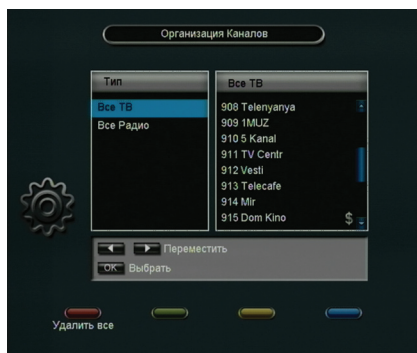 Организация Каналов
Тип
Все ТВ
Все Радио
Все ТВ
908 Telenyanya
909 1MUZ
910 5 Kanal
911 TV Centr
912 Vesti
913 Telecafe
914 Mir
915 Dom Kino $
Переместить
OK Выбрать
Удалить все